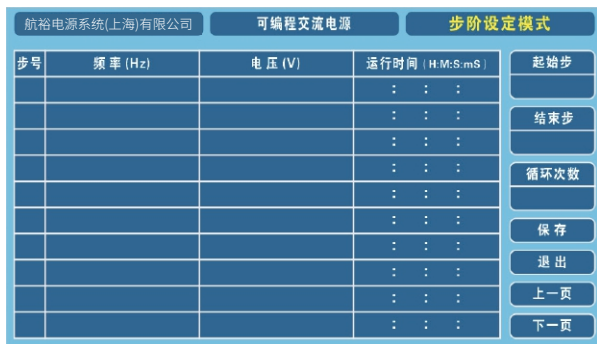 航裕电源系统(上海)有限公司 可编程交流电源 步阶设定模式
步号 频率(Hz) 电压(V) 运行时间(H:M:S:mS) 起始步
: : :
: : : 结束步
: : :
: : : 循环次数
: : :
: : : 保存
: : : 退出
: : :
: : : 上一页
: : : 下一页